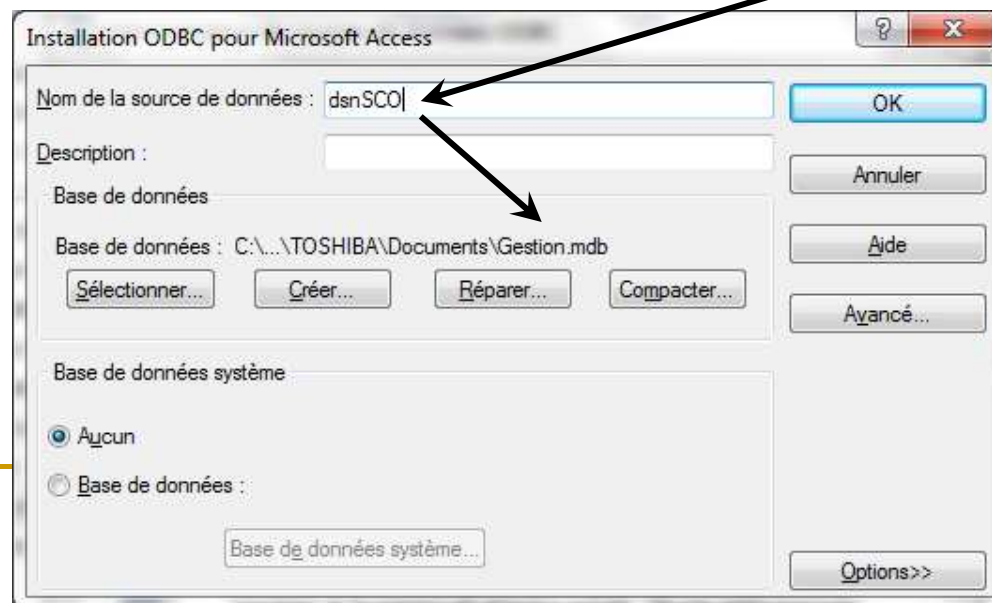 Installation ODBC pour Microsoft Access
Nom de la source de données : dsnSCO
OK
Description :
Annuler
Base de données
Base de données : C:\...\TOSHIBA\Documents\Gestion.mdb
Aide
Sélectionner... Créer... Réparer... Compacter...
Avancé...
Base de données système
Aucun
Base de données :
Base de données système...
Options>>